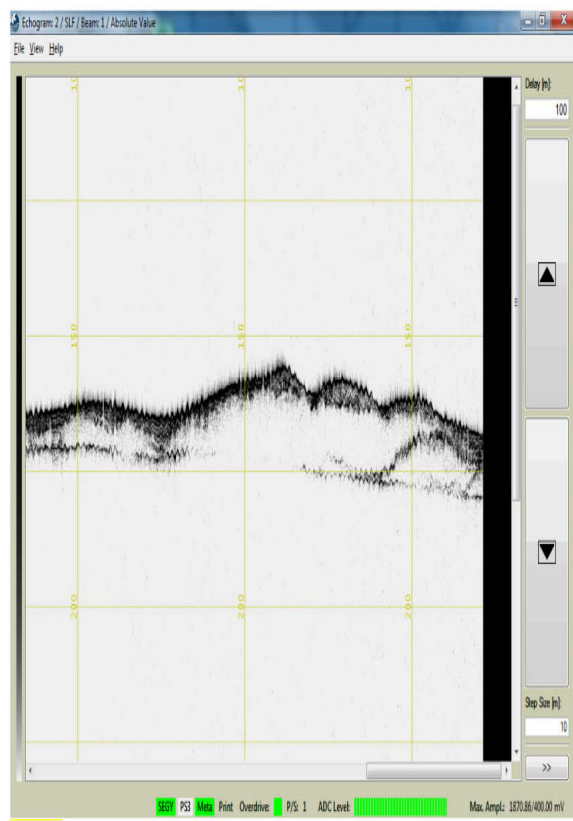 Echogram: 2 / SLF / Beam: 1 / Absolute Value
File View Help
Delay [m]:
100
150 150 150
200 200 200
Step Size [m]:
10
>>
SEGY PS3 Meta Print Overdrive: P/S: 1 ADC Level: Max. Ampl.: 1870.86/400.00 mV